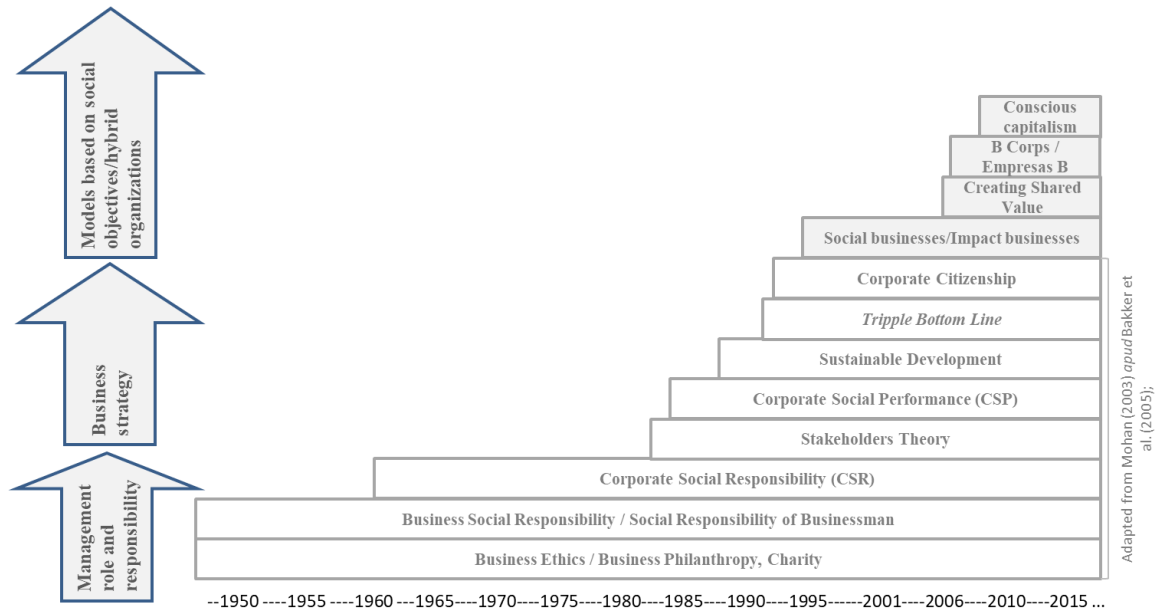 Models based on social
objectives/hybrid
organizations
Business
strategy
Management
role and
responsibility
Conscious
capitalism
B Corps /
Empresas B
Creating Shared
Value
Social businesses/Impact businesses
Corporate Citizenship
Tripple Bottom Line
Sustainable Development
Corporate Social Performance (CSP)
Stakeholders Theory
Corporate Social Responsibility (CSR)
Business Social Responsibility / Social Responsibility of Businessman
Business Ethics / Business Philanthropy, Charity
--1950 ----1955 ----1960 ----1965----1970----1975----1980----1985----1990----1995-----2001----2006----2010----2015 ...
Adapted from Mohan (2003) apud Bakker et
al. (2005);